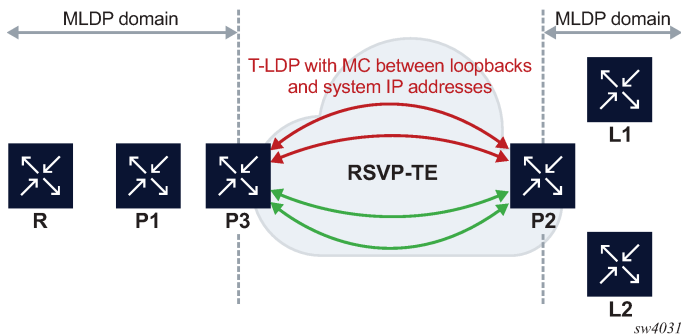 MLDP domain
MLDP domain
T-LDP with MC between loopbacks
and system IP addresses
L1
RSVP-TE
R
P1
P3
P2
L2
sw4031